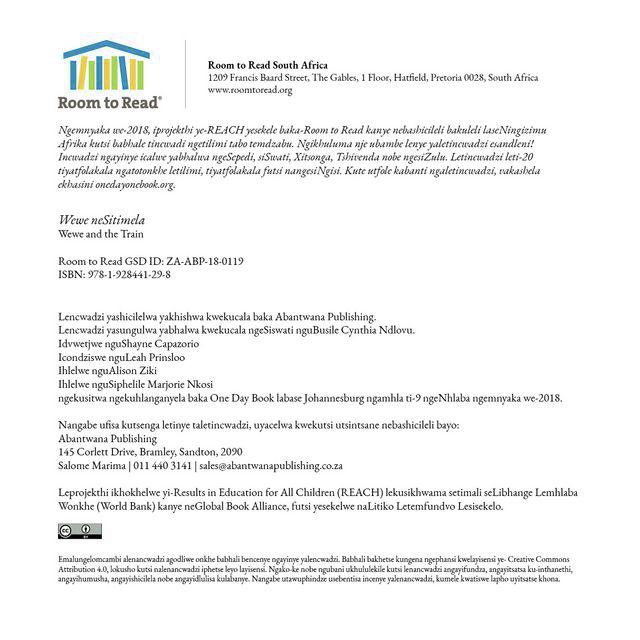 Room to Read®
Room to Read South Africa
1209 Francis Baard Street, The Gables, 1 Floor, Hatfield, Pretoria 0028, South Africa
www.roomtoread.org
Ngemnyaka we-2018, iprojekthi ye-REACH yesekele baka-Room to Read kanye nebashicileli bakuleli laseNingizimu
Afrika kutsi babhale tincwadi ngetilimi tabo temdzabu. Ngikhuluma nje ubambe lenye yaletincwadzi esandleni!
Incwadzi ngayinye icalwe yabhalwa ngeSepedi, siSwati, Xitsonga, Tshivenda nobe ngesiZulu. Letincwadzi leti-20
tiyatfolakala ngatotonkhe letilimi, tiyatfolakala futsi nangesiNgisi. Kute utfole kabanti ngaletincwadzi, vakashela
ekhasini onedayonebook.org.
Wewe neSitimela
Wewe and the Train
Room to Read GSD ID: ZA-ABP-18-0119
ISBN: 978-1-928441-29-8
Lencwadzi yashicilelwa yakhishwa kwekucala baka Abantwana Publishing.
Lencwadzi yasungulwa yabhalwa kwekucala ngeSiswati nguBusile Cynthia Ndlovu.
Idvwetjwe nguShayne Capazorio
Icondziswe nguLeah Prinsloo
Ihlelwe nguAlison Ziki
Ihlelwe nguSiphelile Marjorie Nkosi
ngekusitwa ngekuhlanganyela baka One Day Book labase Johannesburg ngamhla ti-9 ngeNhlaba ngemnyaka we-2018.
Nangabe ufisa kutsenga letinye taletincwadzi, uyacelwa kwekutsi utsintsane nebashicileli bayo:
Abantwana Publishing
145 Corlett Drive, Bramley, Sandton, 2090
Salome Marima | 011 440 3141 | sales@abantwanapublishing.co.za
Leprojekthi ikhokhelwe yi-Results in Education for All Children (REACH) lekusikhwama setimali seLibhange Lemhlaba
Wonkhe (World Bank) kanye neGlobal Book Alliance, futsi yesekelwe naLitiko Letemfundvo Lesisekelo.
cc BY
Emalungelomcambi alenancwadzi agodliwe onkhe babhali bencenye ngayinye yalencwadzi. Babhali bakhetse kungena ngephansi kwelayisensi ye- Creative Commons
Attribution 4.0, lokusho kutsi nalenancwadzi iphetse leyo layisensi. Ngako-ke nobe ngubani ukhululekile kutsi lenancwadzi angayifundza, angayitsatsa ku-inthanethi,
angayihumusha, angayishicilela nobe angayidlulisa kulabanye. Nangabe utawuphindze usebentisa incenye yalenancwadzi, kumele kwatiswe lapho uyitsatse khona.